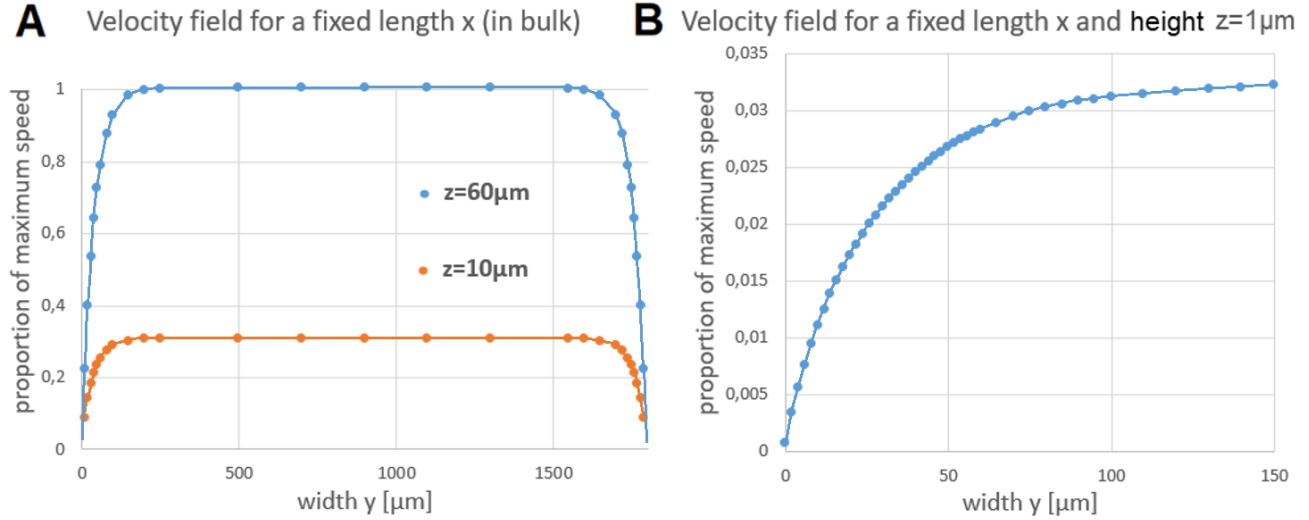 A Velocity field for a fixed length x (in bulk)
proportion of maximum speed
1
0,8
0,6
0,4
0,2
0
z=60μm
z=10μm
0 500 1000 1500
width y [μm]
B Velocity field for a fixed length x and height z=1μm
proportion of maximum speed
0,035
0,03
0,025
0,02
0,015
0,01
0,005
0
0 50 100 150
width y [μm]